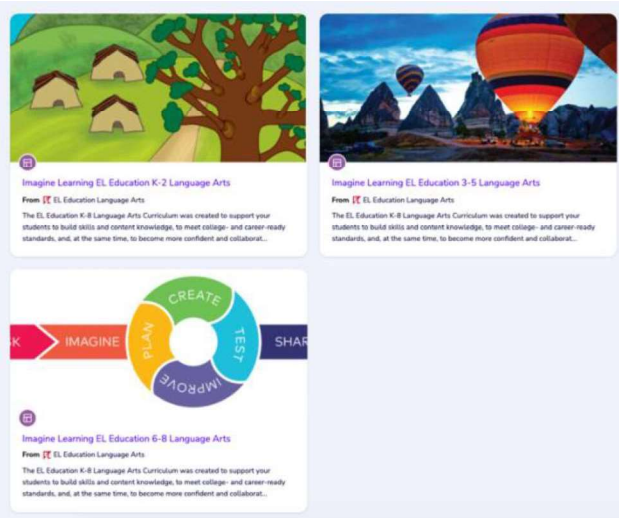 Imagine Learning EL Education K-2 Language Arts
From EL Education Language Arts
The EL Education K-8 Language Arts Curriculum was created to support your
students to build skills and content knowledge, to meet college- and career-ready
standards, and, at the same time, to become more confident and collaborat...
Imagine Learning EL Education 3-5 Language Arts
From EL Education Language Arts
The EL Education K-8 Language Arts Curriculum was created to support your
students to build skills and content knowledge, to meet college- and career-ready
standards, and, at the same time, to become more confident and collaborat...
SK
IMAGINE
PLAN
CREATE
TEST
IMPROVE
SHAR
Imagine Learning EL Education 6-8 Language Arts
From EL Education Language Arts
The EL Education K-8 Language Arts Curriculum was created to support your
students to build skills and content knowledge, to meet college- and career-ready
standards, and, at the same time, to become more confident and collaborat...